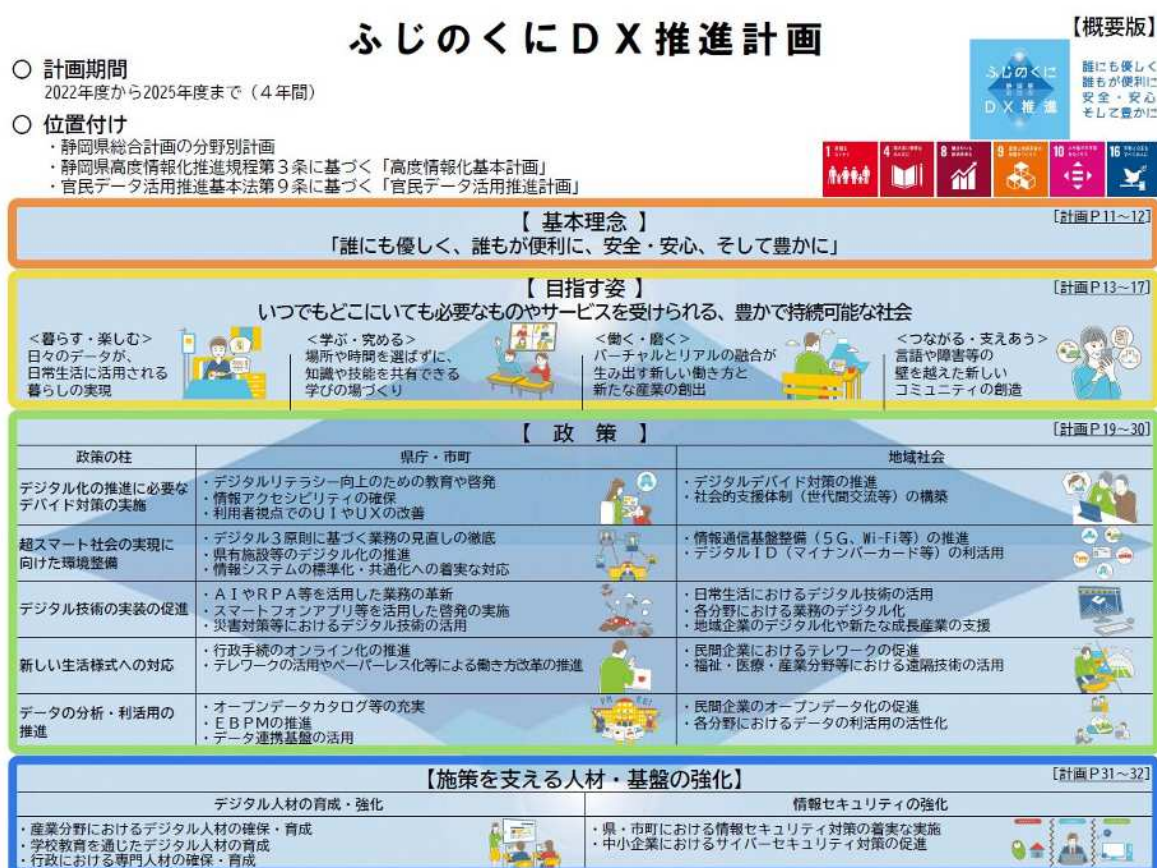 ふじのくにＤＸ推進計画
【概要版】
ふじのくに
静岡県
DX推進
誰にも優しく
誰もが便利に
安全・安心
そして豊かに
○ 計画期間
2022年度から2025年度まで（４年間）
○ 位置付け
・静岡県総合計画の分野別計画
・静岡県高度情報化推進規程第３条に基づく「高度情報化基本計画」
・官民データ活用推進基本法第９条に基づく「官民データ活用推進計画」
1
4
8
9
10
16
【 基本理念 】
［計画P11～12］
「誰にも優しく、誰もが便利に、安全・安心、そして豊かに」
【 目指す姿 】
［計画P13～17］
いつでもどこにいても必要なものやサービスを受けられる、豊かで持続可能な社会
＜暮らす・楽しむ＞
日々のデータが、
日常生活に活用される
暮らしの実現
＜学ぶ・究める＞
場所や時間を選ばずに、
知識や技能を共有できる
学びの場づくり
＜働く・磨く＞
バーチャルとリアルの融合が
生み出す新しい働き方と
新たな産業の創出
＜つながる・支えあう＞
言語や障害等の
壁を越えた新しい
コミュニティの創造
【 政 策 】
［計画P19～30］
政策の柱
県庁・市町
地域社会
デジタル化の推進に必要な
デバイド対策の実施
・デジタルリテラシー向上のための教育や啓発
・情報アクセシビリティの確保
・利用者視点でのＵＩやＵＸの改善
・デジタルデバイド対策の推進
・社会的支援体制（世代間交流等）の構築
超スマート社会の実現に
向けた環境整備
・デジタル３原則に基づく業務の見直しの徹底
・県有施設等のデジタル化の推進
・情報システムの標準化・共通化への着実な対応
・情報通信基盤整備（５Ｇ、Wi-Fi等）の推進
・デジタルＩＤ（マイナンバーカード等）の利活用
デジタル技術の実装の促進
・ＡＩやＲＰＡ等を活用した業務の革新
・スマートフォンアプリ等を活用した啓発の実施
・災害対策等におけるデジタル技術の活用
・日常生活におけるデジタル技術の活用
・各分野における業務のデジタル化
・地域企業のデジタル化や新たな成長産業の支援
新しい生活様式への対応
・行政手続のオンライン化の推進
・テレワークの活用やペーパーレス化等による働き方改革の推進
・民間企業におけるテレワークの促進
・福祉・医療・産業分野等における遠隔技術の活用
データの分析・利活用の
推進
・オープンデータカタログ等の充実
・ＥＢＰＭの推進
・データ連携基盤の活用
・民間企業のオープンデータ化の促進
・各分野におけるデータの利活用の活性化
【施策を支える人材・基盤の強化】
［計画P31～32］
デジタル人材の育成・強化
情報セキュリティの強化
・産業分野におけるデジタル人材の確保・育成
・学校教育を通じたデジタル人材の育成
・行政における専門人材の確保・育成
・県・市町における情報セキュリティ対策の着実な実施
・中小企業におけるサイバーセキュリティ対策の促進